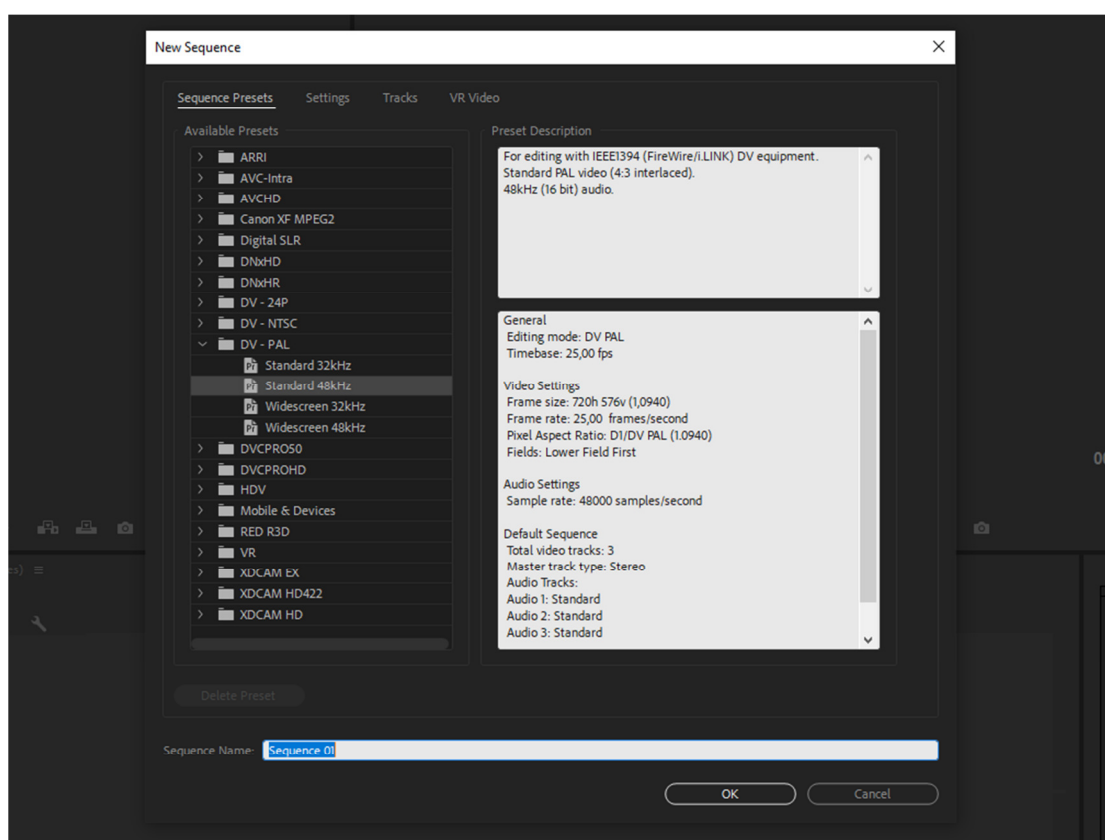 New Sequence
Sequence Presets
Settings
Tracks
VR Video
Available Presets
ARRI
AVC-Intra
AVCHD
Canon XF MPEG2
Digital SLR
DNxHD
DNxHR
DV - 24P
DV - NTSC
DV - PAL
Standard 32kHz
Standard 48kHz
Widescreen 32kHz
Widescreen 48kHz
DVCPRO50
DVCPROHD
HDV
Mobile & Devices
RED R3D
VR
XDCAM EX
XDCAM HD422
XDCAM HD
Delete Preset
Preset Description
For editing with IEEE1394 (FireWire/i.LINK) DV equipment.
Standard PAL video (4:3 interlaced).
48kHz (16 bit) audio.
General
Editing mode: DV PAL
Timebase: 25,00 fps
Video Settings
Frame size: 720h 576v (1,0940)
Frame rate: 25,00 frames/second
Pixel Aspect Ratio: D1/DV PAL (1.0940)
Fields: Lower Field First
Audio Settings
Sample rate: 48000 samples/second
Default Sequence
Total video tracks: 3
Master track type: Stereo
Audio Tracks:
Audio 1: Standard
Audio 2: Standard
Audio 3: Standard
Sequence Name: Sequence 01
OK
Cancel